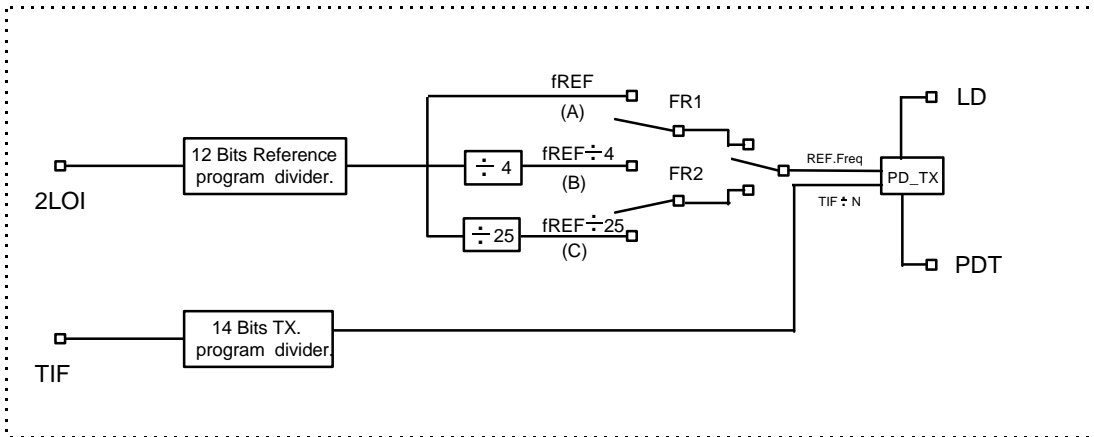 fREF
(A)
FR1
LD
12 Bits Reference
program divider.
÷ 4
fREF÷4
(B)
FR2
REF.Freq
PD_TX
TIF÷N
2LOI
÷25
fREF÷25
(C)
PDT
14 Bits TX.
program divider.
TIF